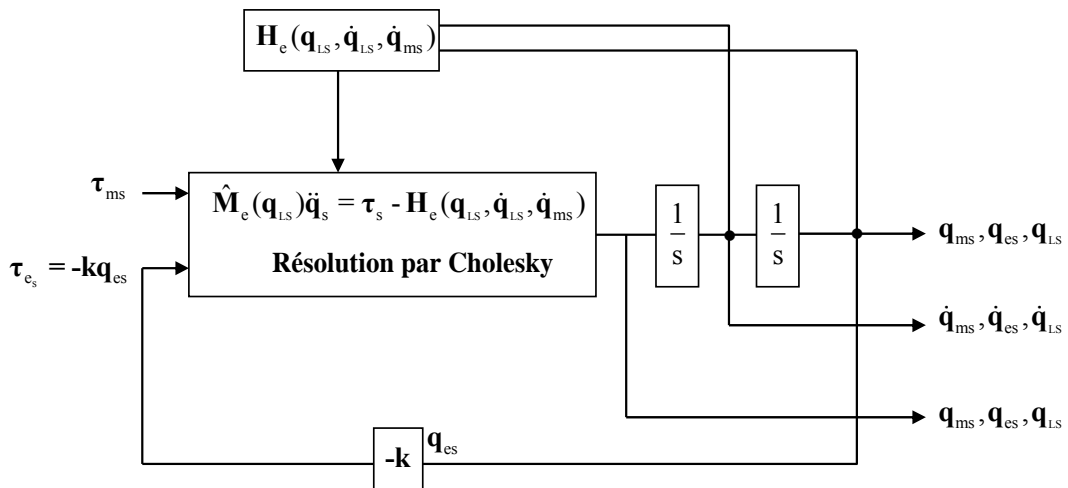 H_e(q_LS, q̇_LS, q̇_ms)
τ_ms
M̂_e(q_LS)q̈_s = τ_s - H_e(q_LS, q̇_LS, q̇_ms)
Résolution par Cholesky
τ_e_s = -kq_es
1/s
1/s
q_ms, q_es, q_LS
q̇_ms, q̇_es, q̇_LS
q_ms, q_es, q_LS
-k
q_es